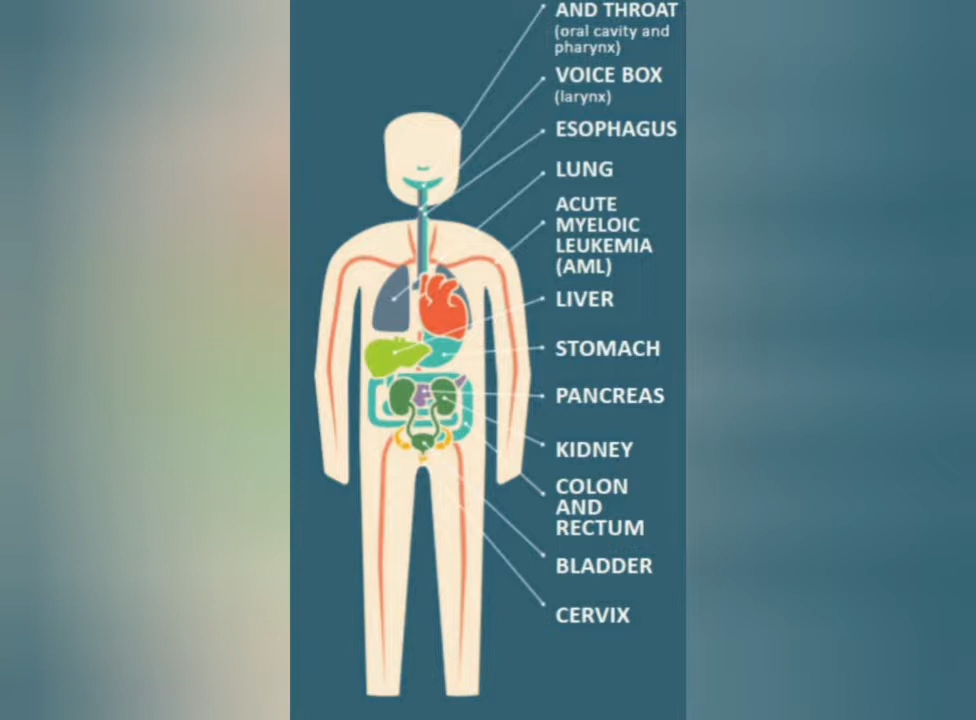 AND THROAT
(oral cavity and
pharynx)
VOICE BOX
(larynx)
ESOPHAGUS
LUNG
ACUTE
MYELOIC
LEUKEMIA
(AML)
LIVER
STOMACH
PANCREAS
KIDNEY
COLON
AND
RECTUM
BLADDER
CERVIX